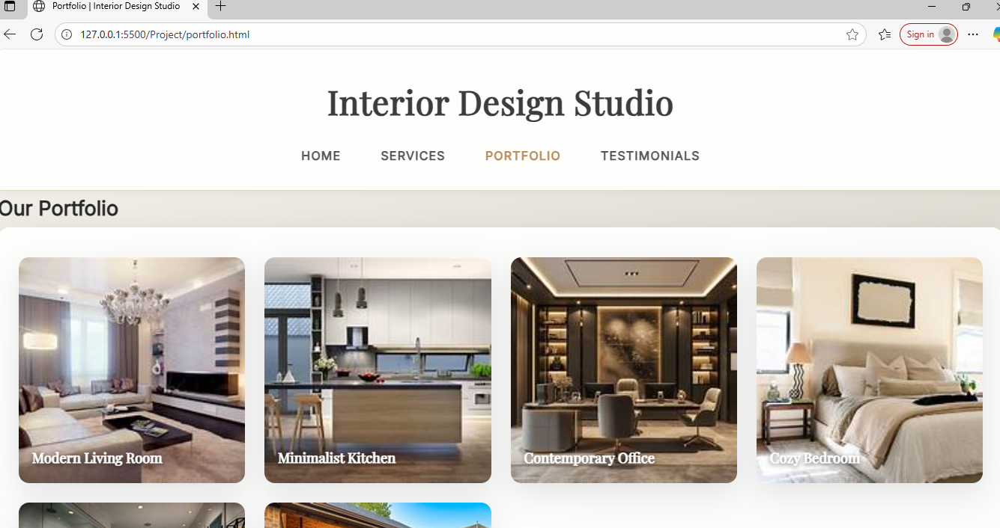 Portfolio | Interior Design Studio
127.0.0.1:5500/Project/portfolio.html
Sign in
Interior Design Studio
HOME SERVICES PORTFOLIO TESTIMONIALS
Our Portfolio
Modern Living Room
Minimalist Kitchen
Contemporary Office
Cozy Bedroom